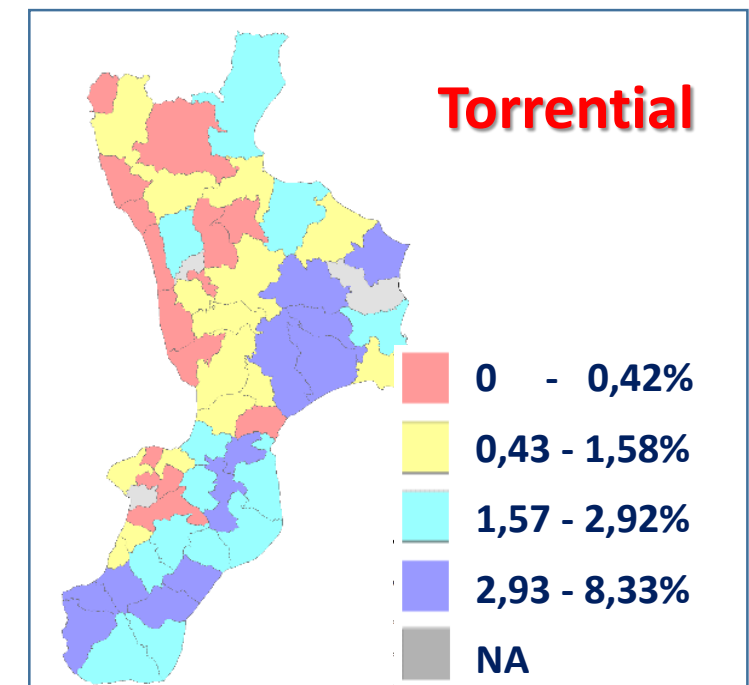 Torrential
0 - 0,42%
0,43 - 1,58%
1,57 - 2,92%
2,93 - 8,33%
NA